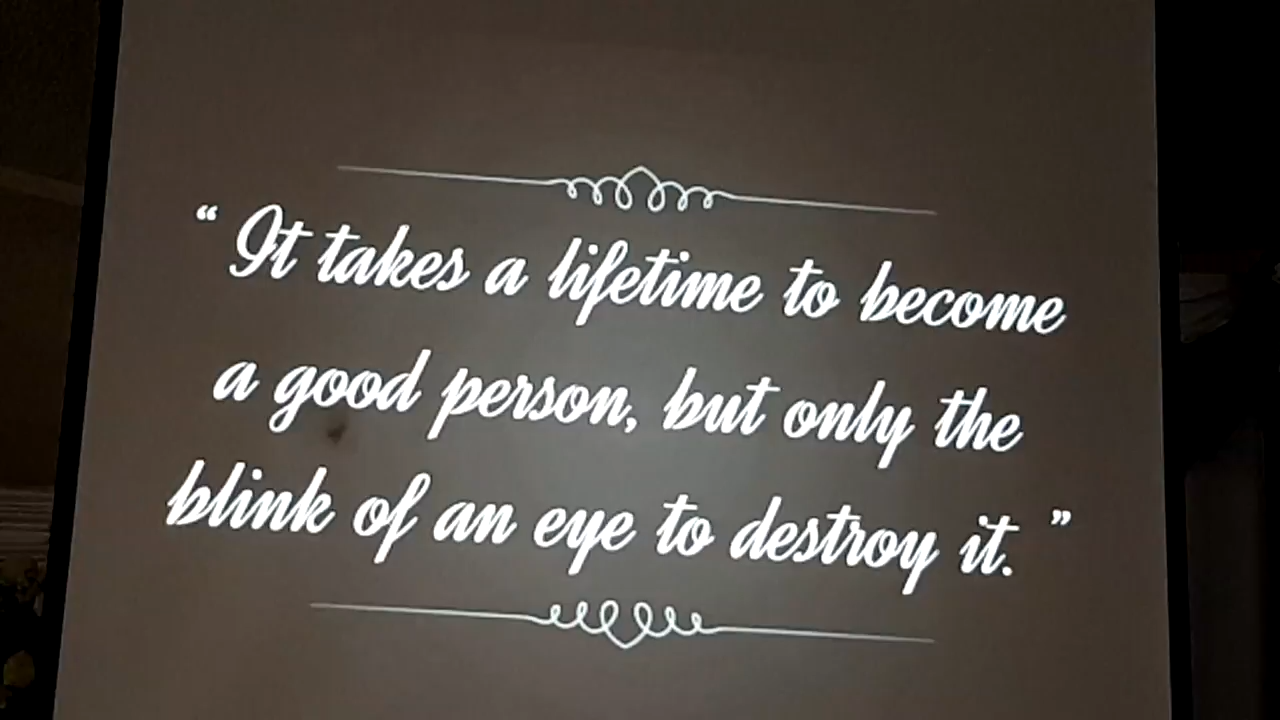 “ It takes a lifetime to become
a good person, but only the
blink of an eye to destroy it. ”